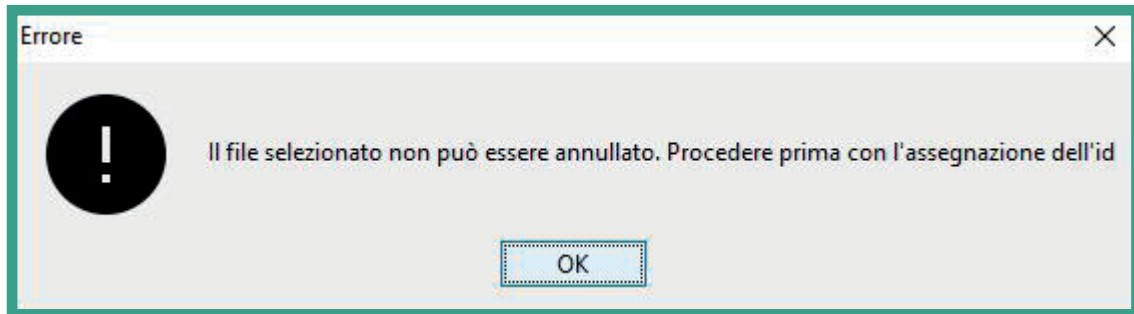 Errore
Il file selezionato non può essere annullato. Procedere prima con l'assegnazione dell'id
OK